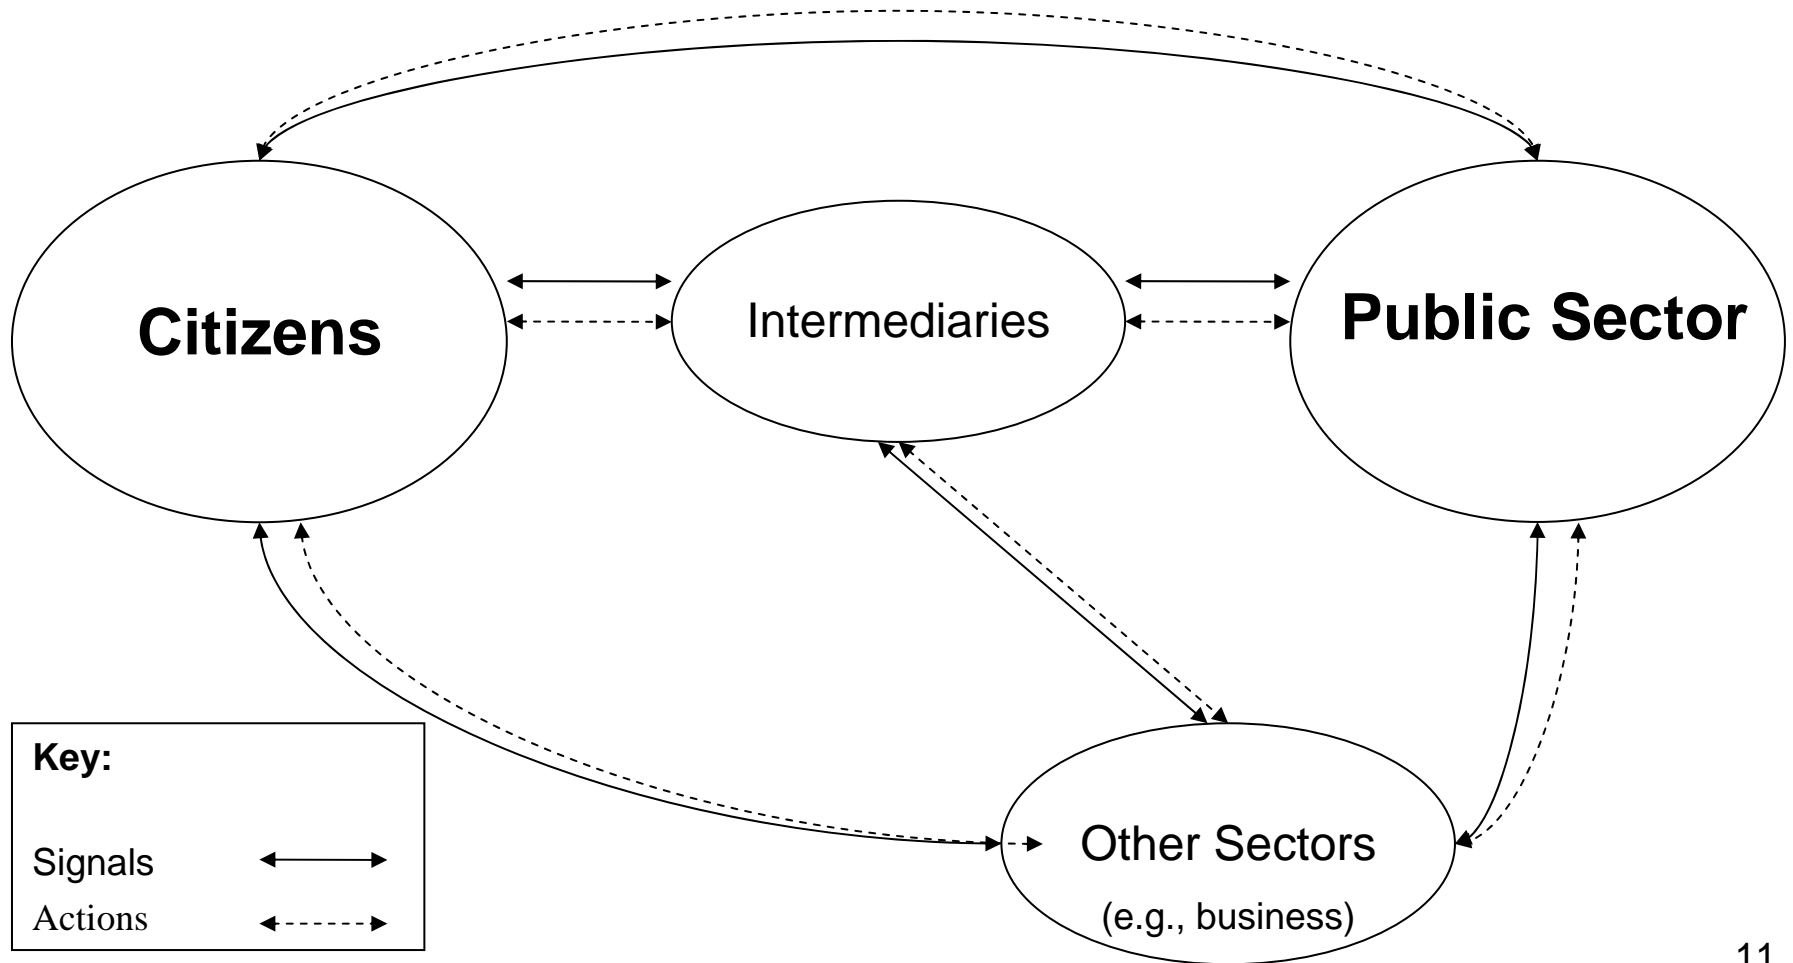 Citizens
Intermediaries
Public Sector
Other Sectors
(e.g., business)
Key:
Signals
Actions
11